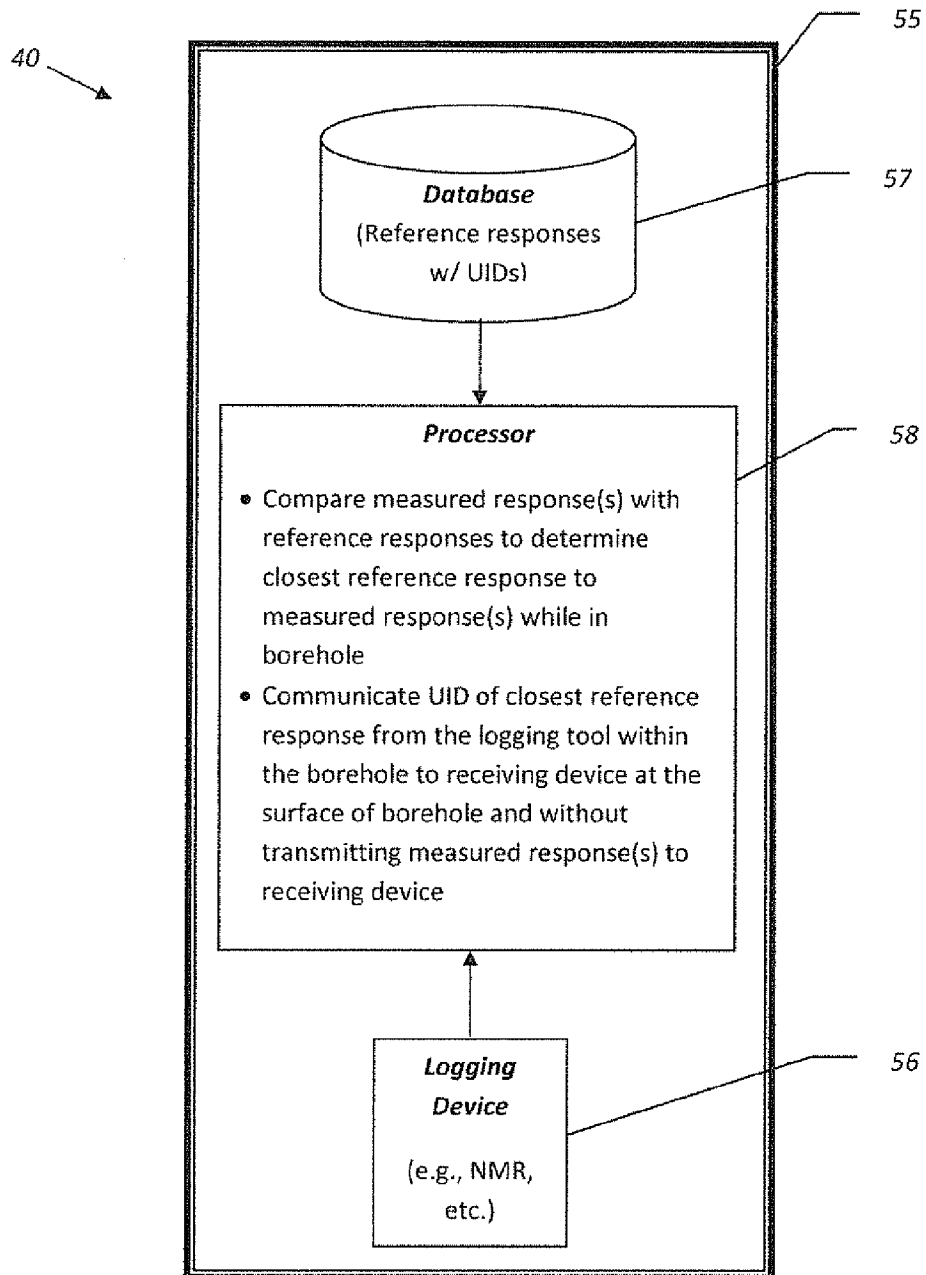 55
40
Database
(Reference responses
w/ UIDs)
57
Processor
58
• Compare measured response(s) with
reference responses to determine
closest reference response to
measured response(s) while in
borehole
• Communicate UID of closest reference
response from the logging tool within
the borehole to receiving device at the
surface of borehole and without
transmitting measured response(s) to
receiving device
Logging
Device
56
(e.g., NMR,
etc.)